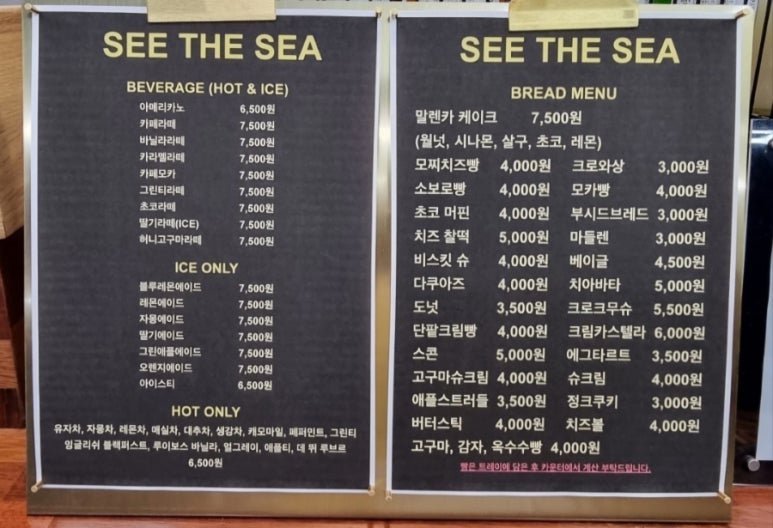 SEE THE SEA
BEVERAGE (HOT & ICE)
아메리카노 6,500원
카페라떼 7,500원
바닐라라떼 7,500원
카라멜라떼 7,500원
카페모카 7,500원
그린티라떼 7,500원
초코라떼 7,500원
딸기라떼(ICE) 7,500원
허니고구마라떼 7,500원
ICE ONLY
블루레몬에이드 7,500원
레몬에이드 7,500원
자몽에이드 7,500원
딸기에이드 7,500원
그린애플에이드 7,500원
오렌지에이드 7,500원
아이스티 6,500원
HOT ONLY
유자차, 자몽차, 레몬차, 매실차, 대추차, 생강차, 캐모마일, 페퍼민트, 그린티
잉글리쉬 블랙퍼스트, 루이보스 바닐라, 얼그레이, 애플티, 데 뛰 루브르
6,500원
SEE THE SEA
BREAD MENU
말렌카 케이크 7,500원
(월넛, 시나몬, 살구, 초코, 레몬)
모찌치즈빵 4,000원 크로와상 3,000원
소보로빵 4,000원 모카빵 4,000원
초코 머핀 4,000원 부시드브레드 3,000원
치즈 찰떡 5,000원 마들렌 3,000원
비스킷 슈 4,000원 베이글 4,500원
다쿠아즈 4,000원 치아바타 5,000원
도넛 3,500원 크로크무슈 5,500원
단팥크림빵 4,000원 크림카스텔라 6,000원
스콘 5,000원 에그타르트 3,500원
고구마슈크림 4,000원 슈크림 4,000원
애플스트러들 3,500원 정크쿠키 3,000원
버터스틱 4,000원 치즈볼 4,000원
고구마, 감자, 옥수수빵 4,000원
빵은 트레이에 담은 후 카운터에서 계산 부탁드립니다.